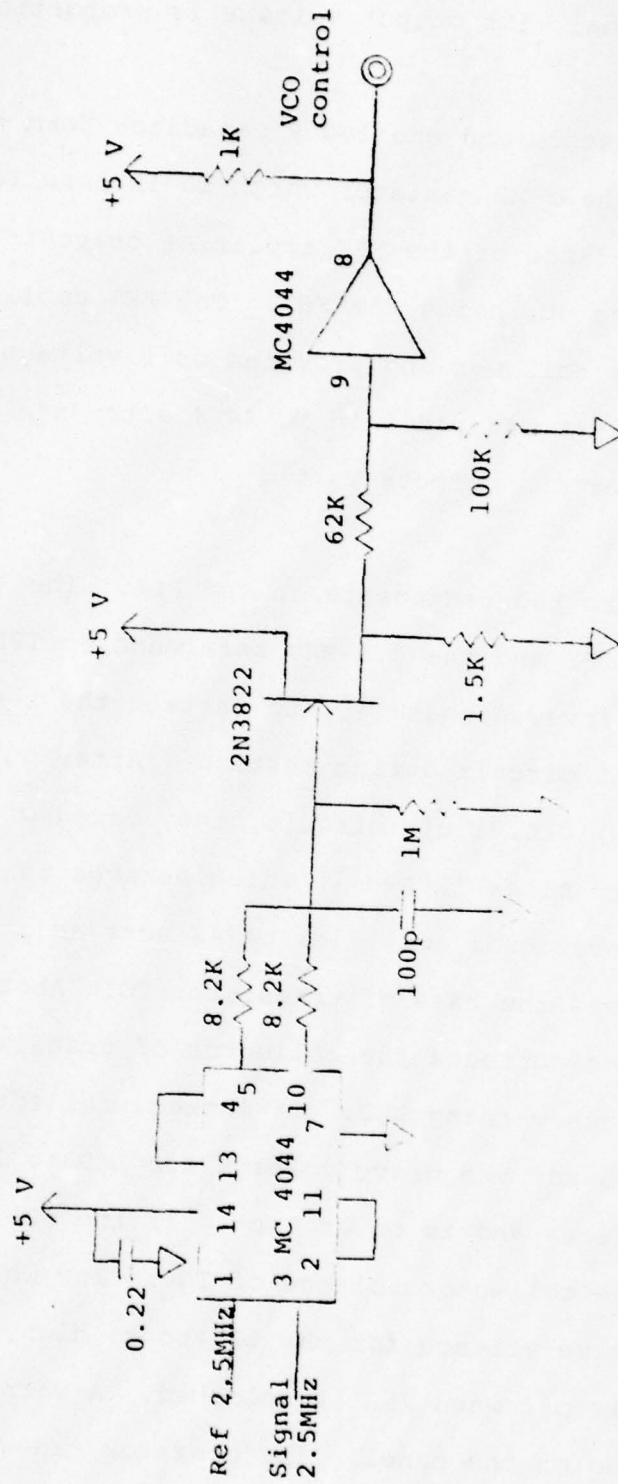 +5 V
1K
VCO
control
MC4044
8
9
100K
62K
+5 V
2N3822
1.5K
1M
100p
8.2K
8.2K
+5 V
0.22
4
5
13
10
14
MC 4044
7
1
11
3
2
Ref 2.5MHz
Signal
2.5MHz